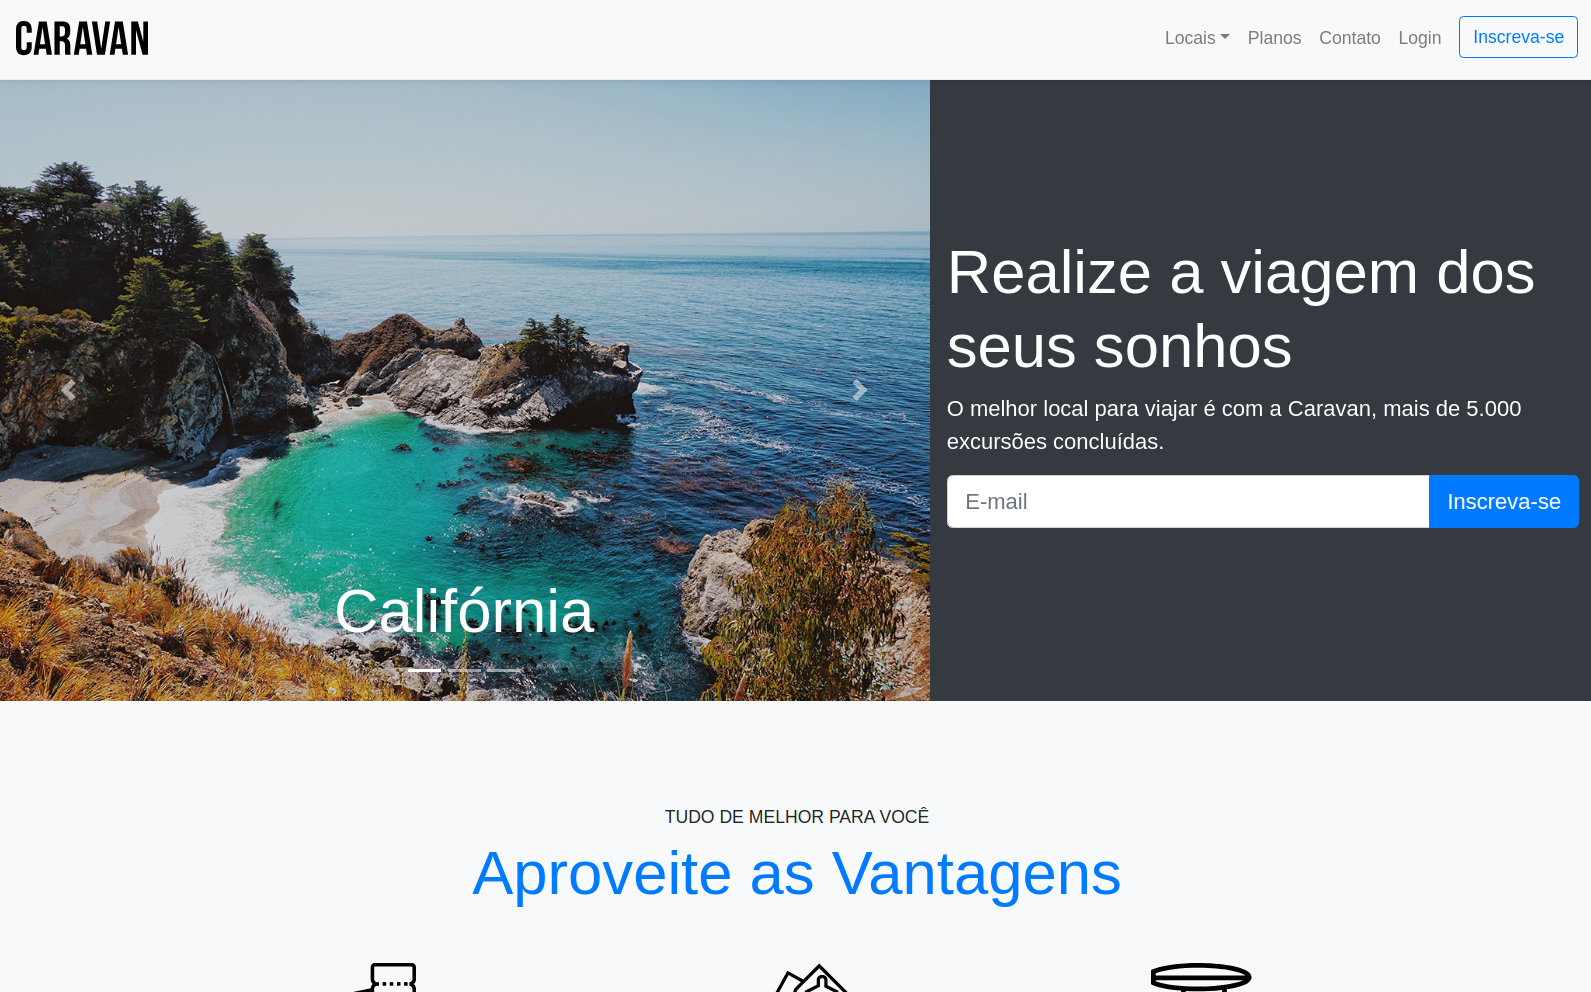 CARAVAN
Locais Planos Contato Login Inscreva-se
Realize a viagem dos
seus sonhos
O melhor local para viajar é com a Caravan, mais de 5.000
excursões concluídas.
E-mail Inscreva-se
Califórnia
TUDO DE MELHOR PARA VOCÊ
Aproveite as Vantagens